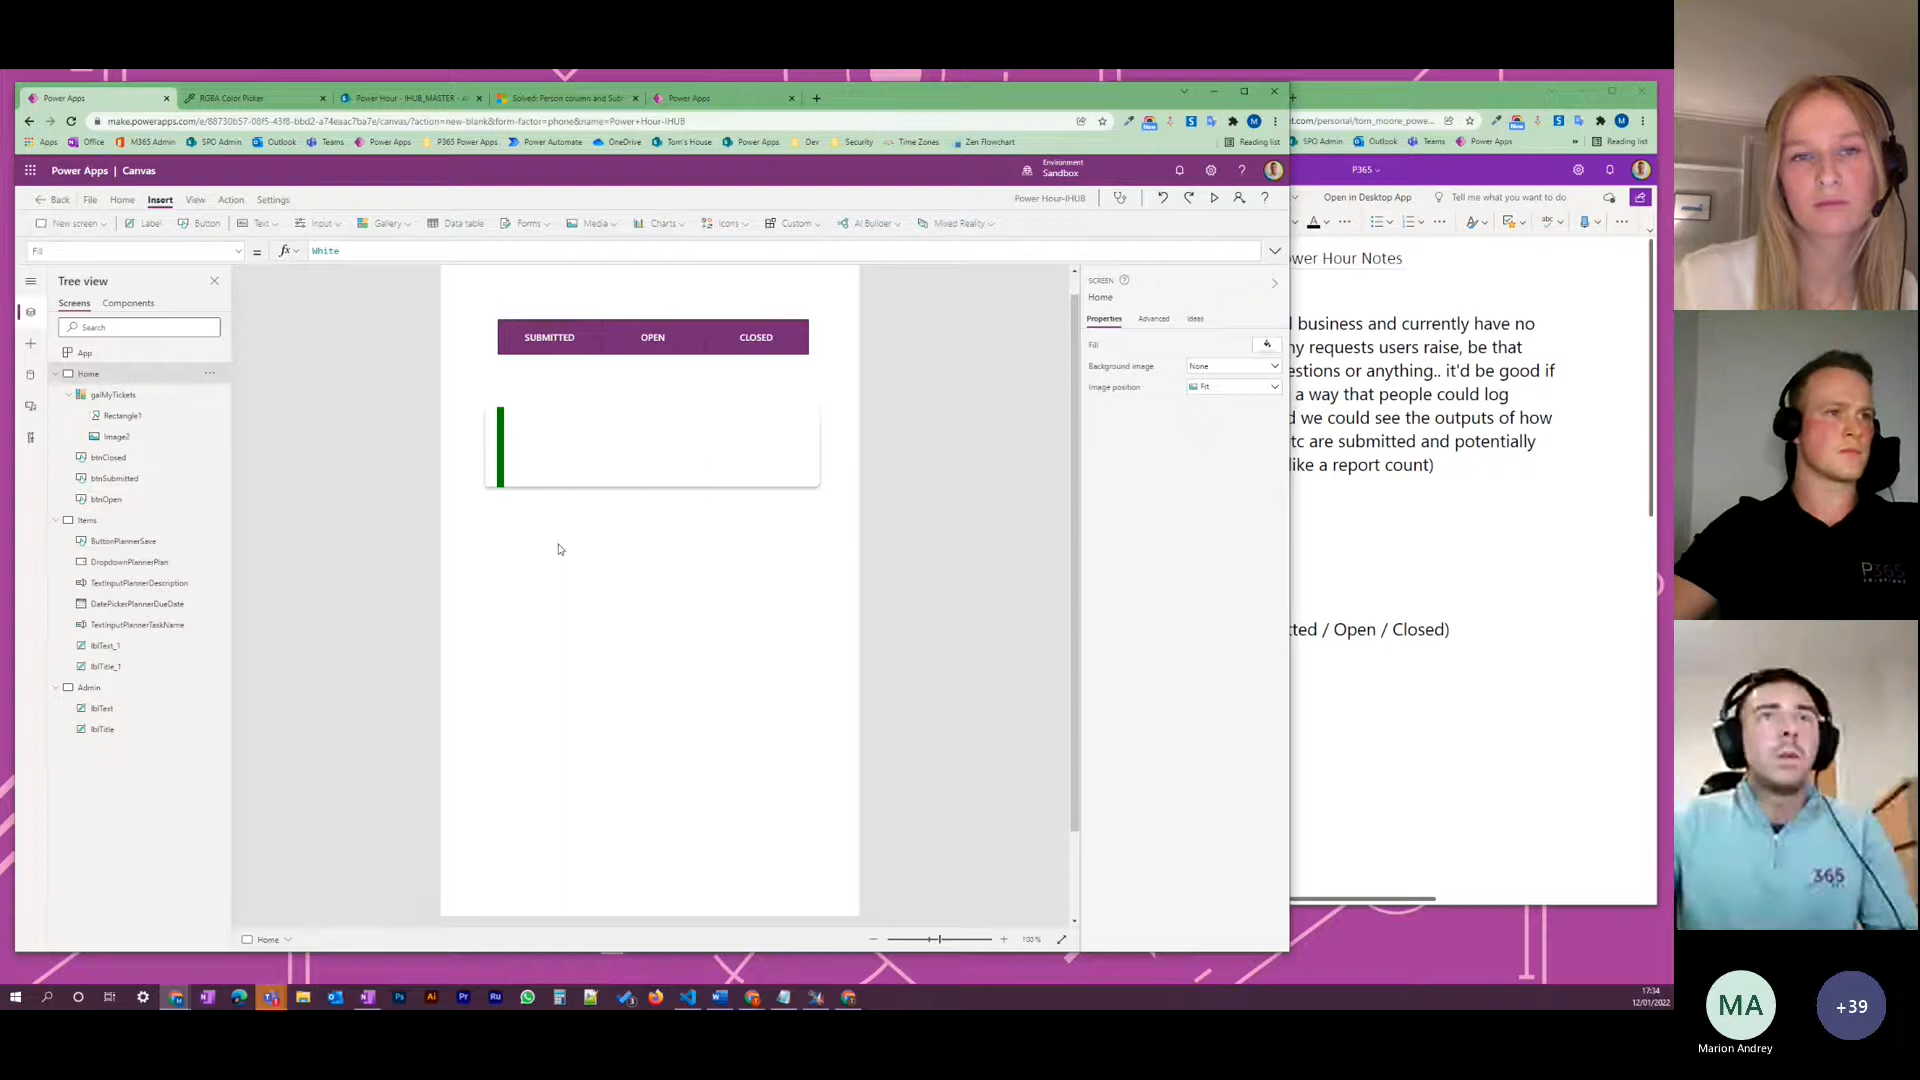 Power Apps
RGBA Color Picker
Power Hour - IHUB_MASTER - A
Solved: Person column and Sub
Power Apps
make.powerapps.com/e/88730b57-08f5-43f8-bbd2-a74eaac7ba7e/canvas/?action=new-blank&form-factor=phone&name=Power+Hour-IHUB
nt.com/personal/tom_moore_powe...
Apps Office M365 Admin SPO Admin Outlook Teams Power Apps P365 Power Apps Power Automate OneDrive Tom's House Power Apps Dev Security Time Zones Zen Flowchart Reading list
SPO Admin Outlook Teams Power Apps Reading list
Power Apps | Canvas
Environment
Sandbox
P365
Back File Home Insert View Action Settings
Power Hour-IHUB
Open in Desktop App Tell me what you want to do
New screen Label Button Text Input Gallery Data table Forms Media Charts Icons Custom AI Builder Mixed Reality
Fill
= fx White
Tree view
Screens Components
Search
App
Home
galMyTickets
Rectangle1
Image2
btnClosed
btnSubmitted
btnOpen
Items
ButtonPlannerSave
DropdownPlannerPlan
TextInputPlannerDescription
DatePickerPlannerDueDate
TextInputPlannerTaskName
lblText_1
lblTitle_1
Admin
lblText
lblTitle
SUBMITTED OPEN CLOSED
SCREEN
Home
Properties Advanced Ideas
Fill
Background image None
Image position Fit
ower Hour Notes
l business and currently have no
ny requests users raise, be that
estions or anything.. it'd be good if
a way that people could log
d we could see the outputs of how
tc are submitted and potentially
like a report count)
tted / Open / Closed)
Home
100 %
17:34
12/01/2022
P365
SOLUTIONS
365
MA
+39
Marion Andrey